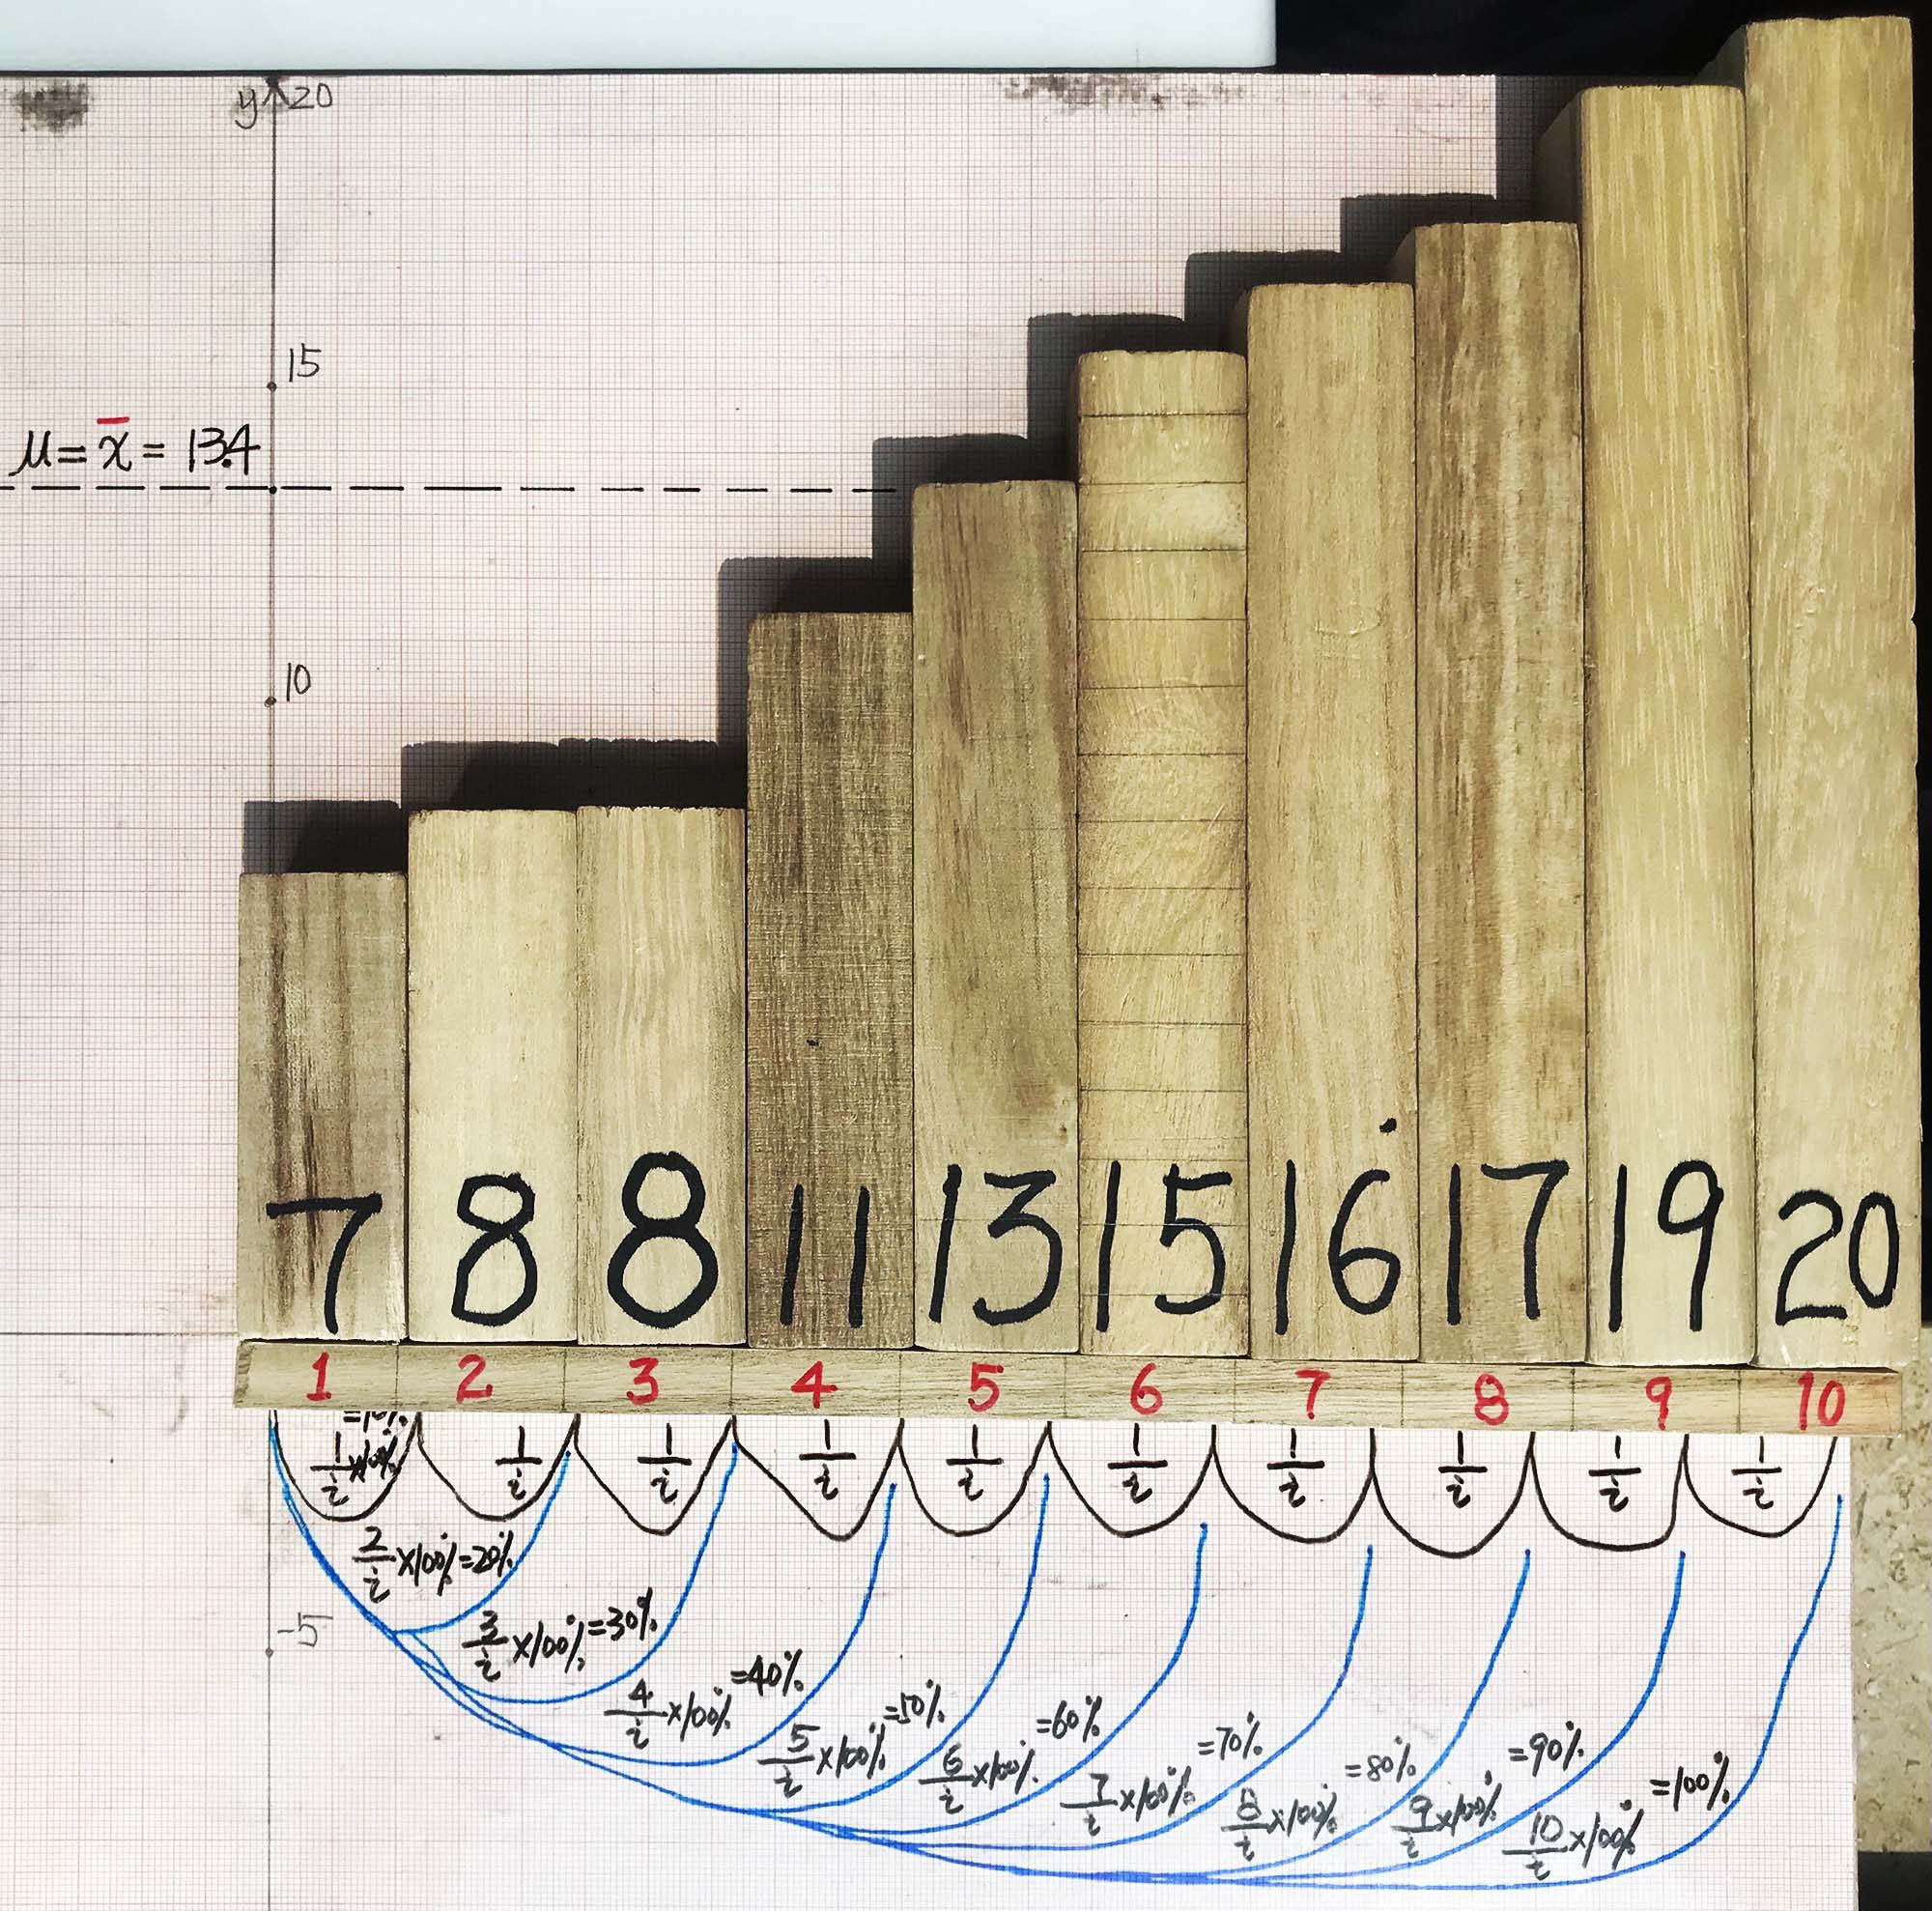 y 20
15
μ = x̄ = 13.4
10
7 8 8 11 13 15 16 17 19 20
1 2 3 4 5 6 7 8 9 10
=10%
1/i ×100% 1/i 1/i 1/i 1/i 1/i 1/i 1/i 1/i 1/i
2/i ×100% =20%
-5
3/i ×100% =30%
4/i ×100% =40%
5/i ×100% =50%
6/i ×100% =60%
7/i ×100% =70%
8/i ×100% =80%
9/i ×100% =90%
10/i ×100% =100%